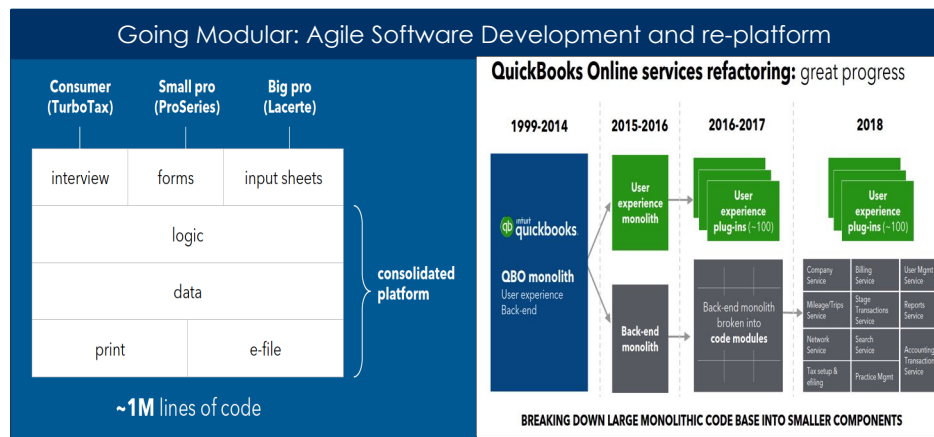 Going Modular: Agile Software Development and re-platform
Consumer
(TurboTax)
Small pro
(ProSeries)
Big pro
(Lacerte)
interview
forms
input sheets
logic
data
print
e-file
consolidated
platform
~1M lines of code
QuickBooks Online services refactoring: great progress
1999-2014
2015-2016
2016-2017
2018
qb
intuit
quickbooks.
QBO monolith
User experience
Back-end
User
experience
monolith
Back-end
monolith
User
experience
plug-ins (~100)
Back-end monolith
broken into
code modules
User
experience
plug-ins (~100)
Company
Service
Billing
Service
User Mgmt
Service
Mileage/Trips
Service
Stage
Transactions
Service
Reports
Service
Network
Service
Search
Service
Accounting
Transaction
Service
Tax setup &
efiling
Practice Mgmt
BREAKING DOWN LARGE MONOLITHIC CODE BASE INTO SMALLER COMPONENTS